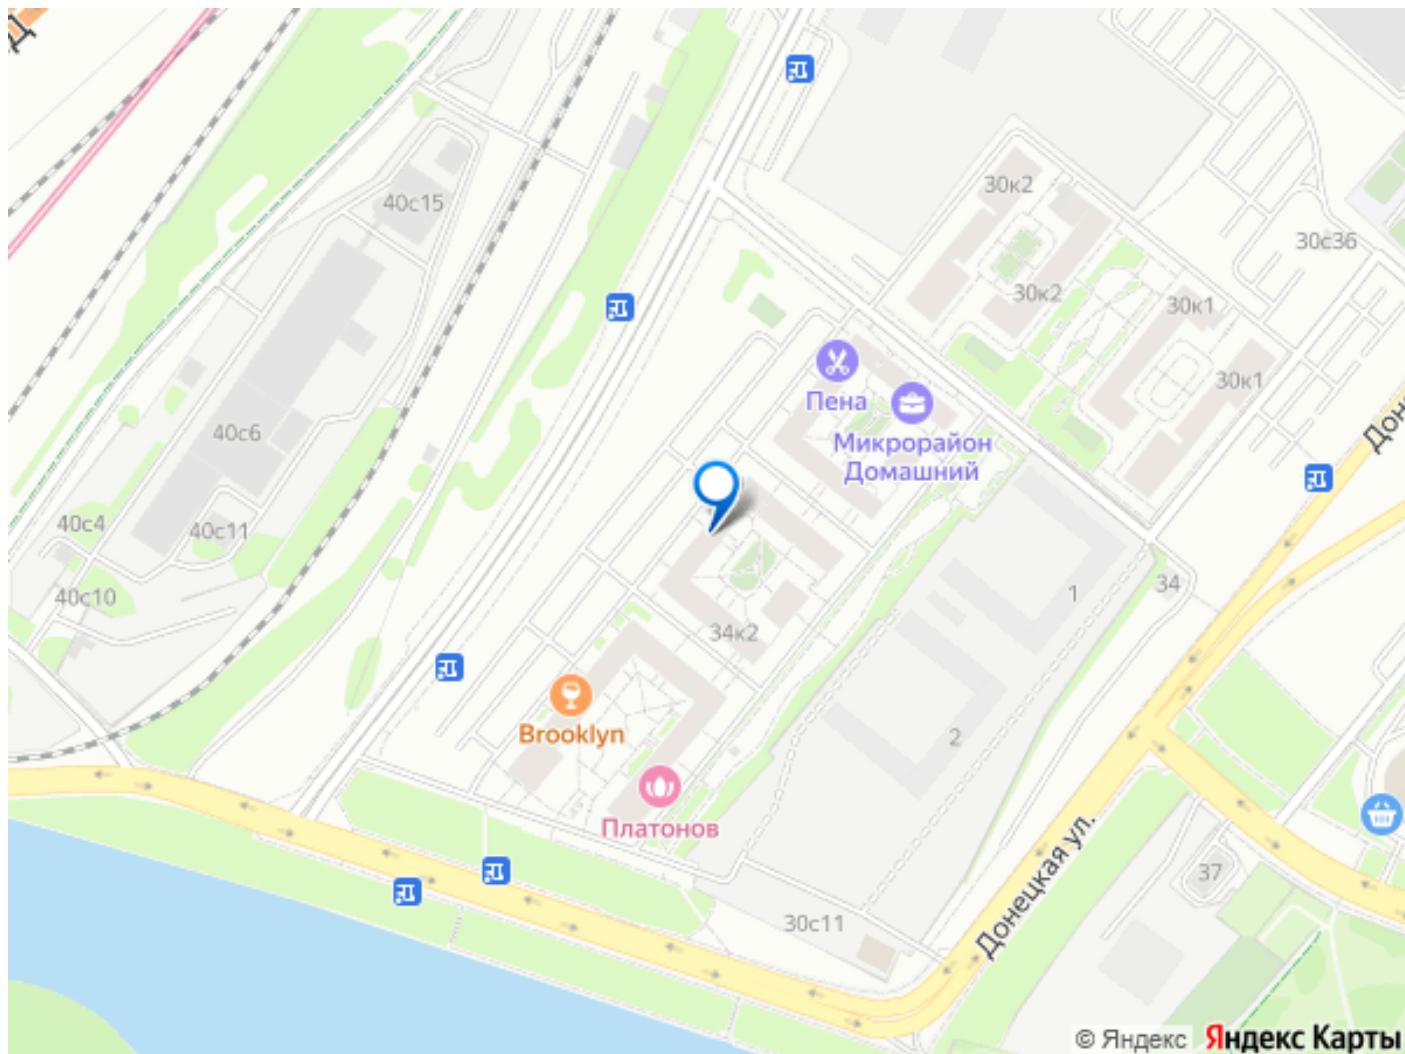 Д
40с15
30к2
30с36
30к2
30к1
30к1
Пена
Микрорайон
Домашний
Дон
40с6
40с4
40с11
40с10
34к2
1
34
2
Brooklyn
Платонов
Донецкая ул.
37
30с11
© Яндекс
Яндекс Карты